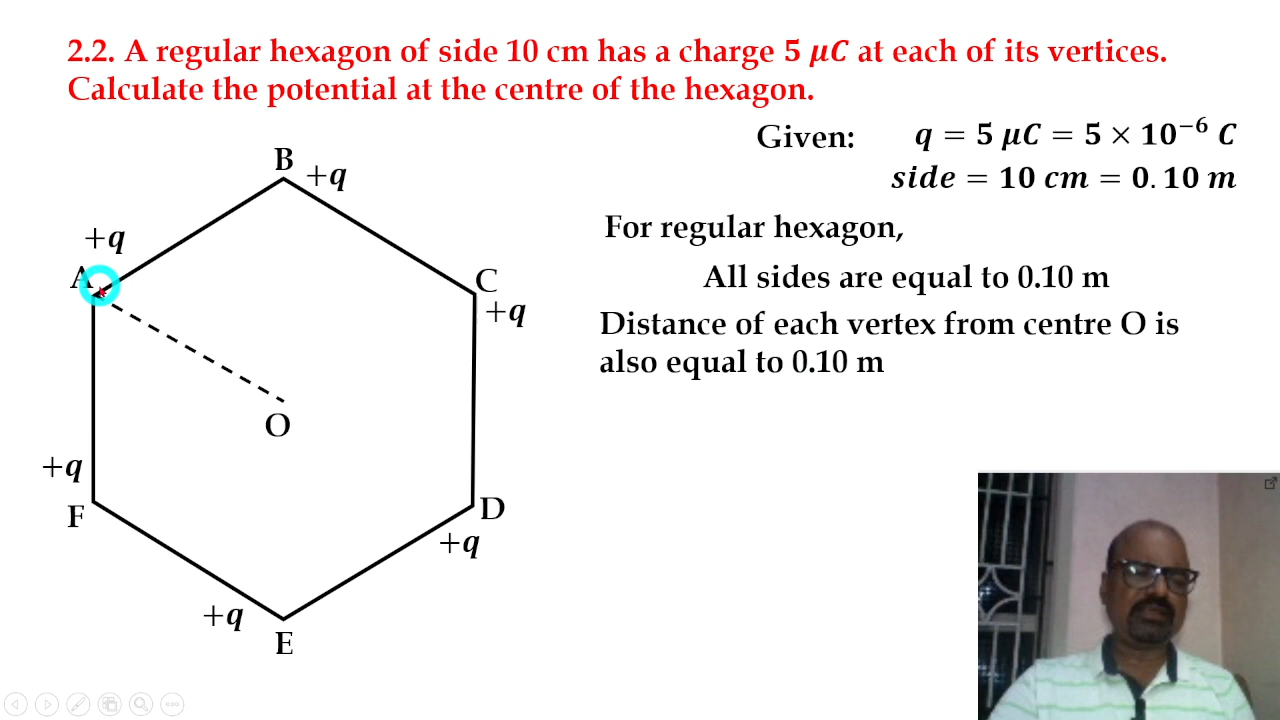 2.2. A regular hexagon of side 10 cm has a charge 5 μC at each of its vertices.
Calculate the potential at the centre of the hexagon.
Given: q = 5 μC = 5 × 10⁻⁶ C
side = 10 cm = 0.10 m
For regular hexagon,
All sides are equal to 0.10 m
Distance of each vertex from centre O is
also equal to 0.10 m
B
+q
+q
A
C
+q
O
+q
F
D
+q
+q
E